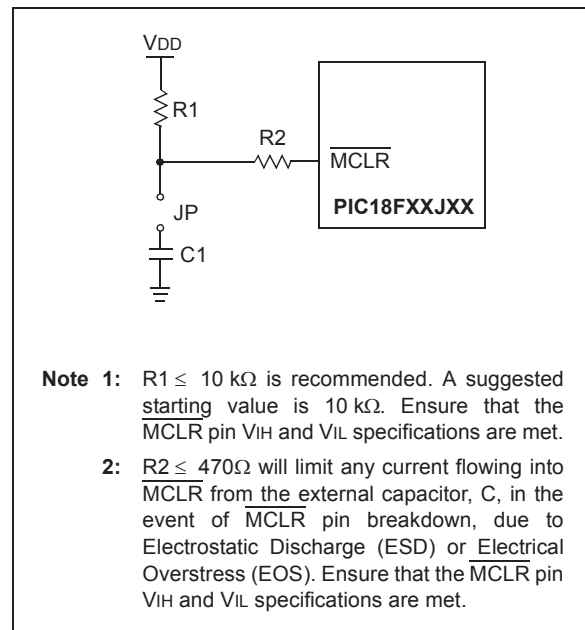 VDD
R1
R2
MCLR
PIC18FXXJXX
JP
C1
Note 1: R1 ≤ 10 kΩ is recommended. A suggested
starting value is 10 kΩ. Ensure that the
MCLR pin VIH and VIL specifications are met.
2: R2 ≤ 470Ω will limit any current flowing into
MCLR from the external capacitor, C, in the
event of MCLR pin breakdown, due to
Electrostatic Discharge (ESD) or Electrical
Overstress (EOS). Ensure that the MCLR pin
VIH and VIL specifications are met.